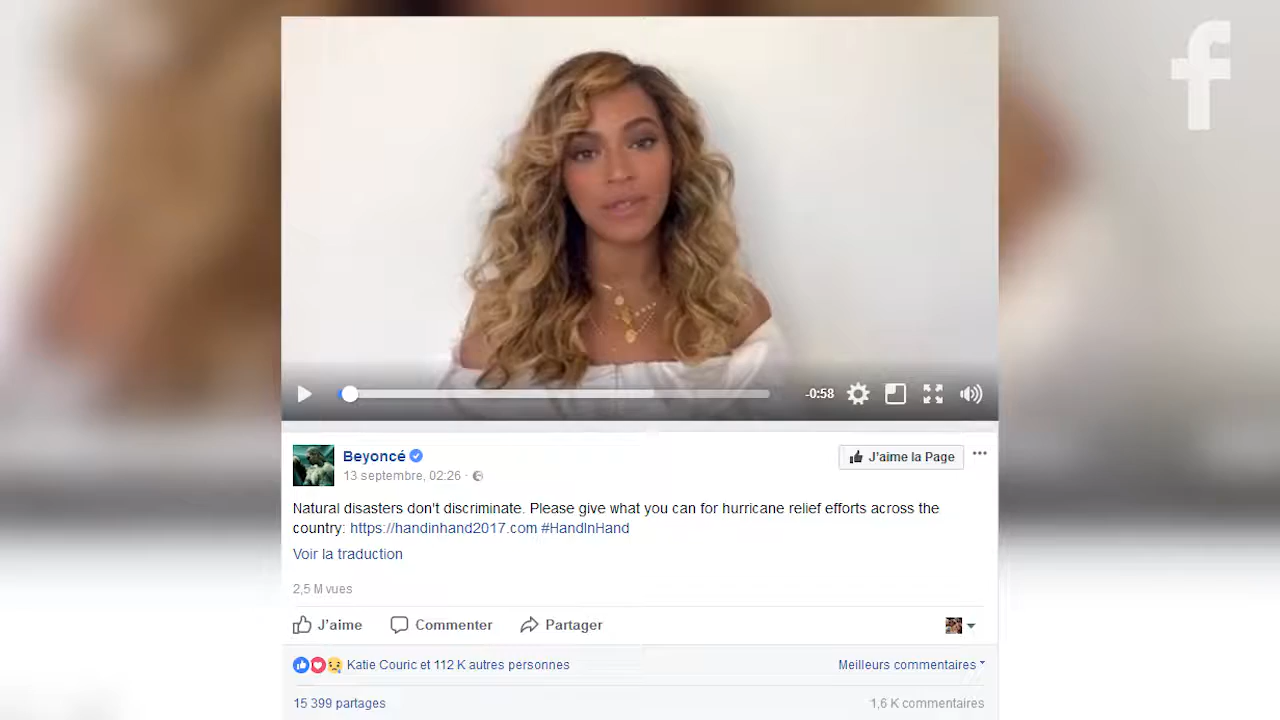 -0:58
Beyoncé
J'aime la Page
13 septembre, 02:26 ·
Natural disasters don't discriminate. Please give what you can for hurricane relief efforts across the
country: https://handinhand2017.com #HandInHand
Voir la traduction
2,5 M vues
J'aime Commenter Partager
Katie Couric et 112 K autres personnes
Meilleurs commentaires
15 399 partages
1,6 K commentaires